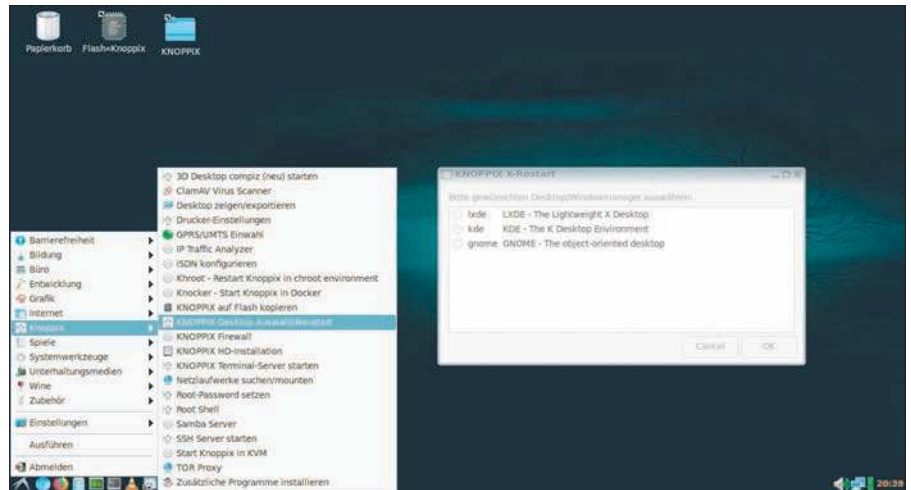 Papierkorb
Flash-Knoppix
KNOPPIX
3D Desktop compiz (neu) starten
ClamAV Virus Scanner
Desktop zeigen/exportieren
Drucker-Einstellungen
GPRS/UMTS Einwahl
IP Traffic Analyzer
ISDN konfigurieren
Khroot - Restart Knoppix in chroot environment
Knocker - Start Knoppix in Docker
KNOPPIX auf Flash kopieren
KNOPPIX Desktop Auswahl/Neustart
KNOPPIX Firewall
KNOPPIX HD-Installation
KNOPPIX Terminal-Server starten
Netzlaufwerke suchen/mounten
Root-Password setzen
Root Shell
Samba Server
SSH Server starten
Start Knoppix in KVM
TOR Proxy
Zusätzliche Programme installieren
Barrierefreiheit
Bildung
Büro
Entwicklung
Grafik
Internet
Knoppix
Spiele
Systemwerkzeuge
Unterhaltungsmedien
Wine
Zubehör
Einstellungen
Ausführen
Abmelden
KNOPPIX X-Restart
Bitte gewünschten Desktop/Windowmanager auswählen:
lxde LXDE - The Lightweight X Desktop
kde KDE - The K Desktop Environment
gnome GNOME - The object-oriented desktop
Cancel
OK
20:39